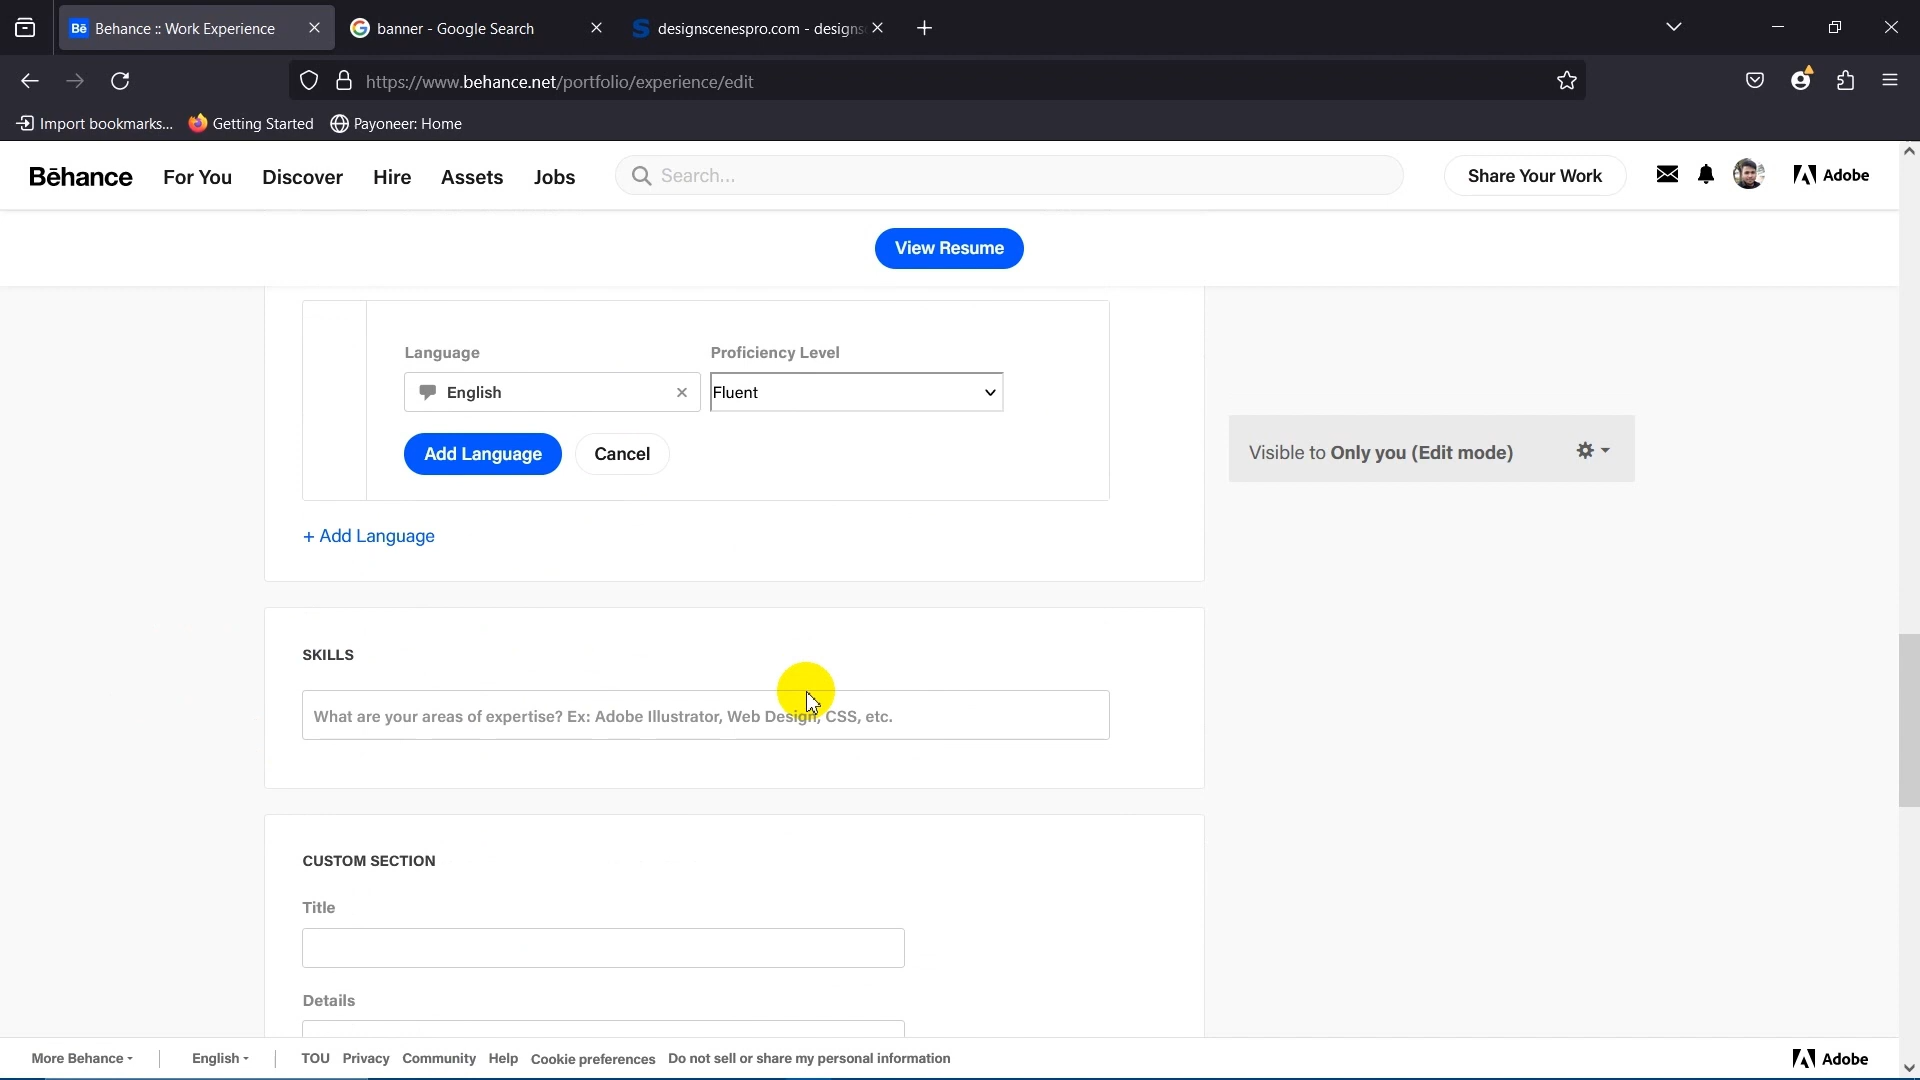 Bē Behance :: Work Experience
banner - Google Search
S designscenespro.com - designs
https://www.behance.net/portfolio/experience/edit
Import bookmarks...
Getting Started
Payoneer: Home
Bēhance
For You
Discover
Hire
Assets
Jobs
Search...
Share Your Work
Adobe
View Resume
Language
Proficiency Level
English
Fluent
Add Language
Cancel
Visible to Only you (Edit mode)
+ Add Language
SKILLS
What are your areas of expertise? Ex: Adobe Illustrator, Web Design, CSS, etc.
CUSTOM SECTION
Title
Details
More Behance
English
TOU
Privacy
Community
Help
Cookie preferences
Do not sell or share my personal information
Adobe